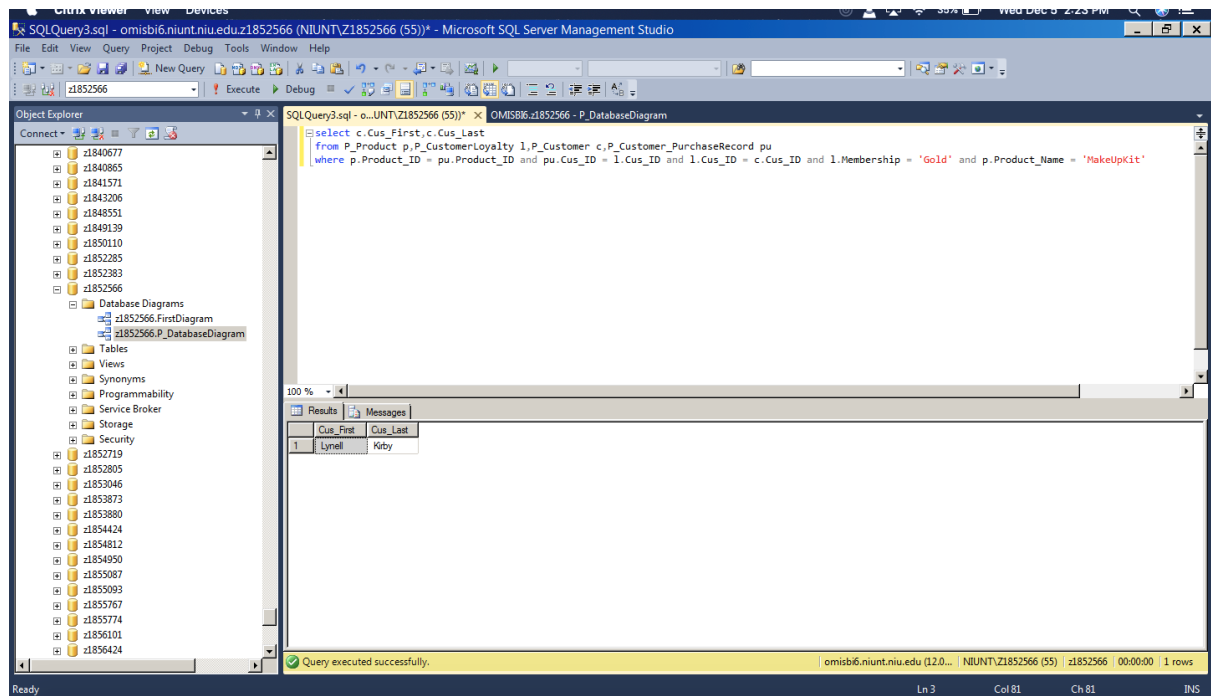 Citrix Viewer View Devices 35% Wed Dec 5 2:23 PM
SQLQuery3.sql - omisbi6.niunt.niu.edu.z1852566 (NIUNT\Z1852566 (55))* - Microsoft SQL Server Management Studio
File Edit View Query Project Debug Tools Window Help
New Query
z1852566 Execute Debug
Object Explorer
Connect
z1840677
z1840865
z1841571
z1843206
z1848551
z1849139
z1850110
z1852285
z1852383
z1852566
Database Diagrams
z1852566.FirstDiagram
z1852566.P_DatabaseDiagram
Tables
Views
Synonyms
Programmability
Service Broker
Storage
Security
z1852719
z1852805
z1853046
z1853873
z1853880
z1854424
z1854812
z1854950
z1855087
z1855093
z1855767
z1855774
z1856101
z1856424
SQLQuery3.sql - o...UNT\Z1852566 (55))* OMISBI6.z1852566 - P_DatabaseDiagram
select c.Cus_First,c.Cus_Last
from P_Product p,P_CustomerLoyalty l,P_Customer c,P_Customer_PurchaseRecord pu
where p.Product_ID = pu.Product_ID and pu.Cus_ID = l.Cus_ID and l.Cus_ID = c.Cus_ID and l.Membership = 'Gold' and p.Product_Name = 'MakeUpKit'
100 %
Results Messages
Cus_First Cus_Last
1 Lynell Kirby
Query executed successfully. omisbi6.niunt.niu.edu (12.0... NIUNT\Z1852566 (55) z1852566 00:00:00 1 rows
Ready Ln 3 Col 81 Ch 81 INS